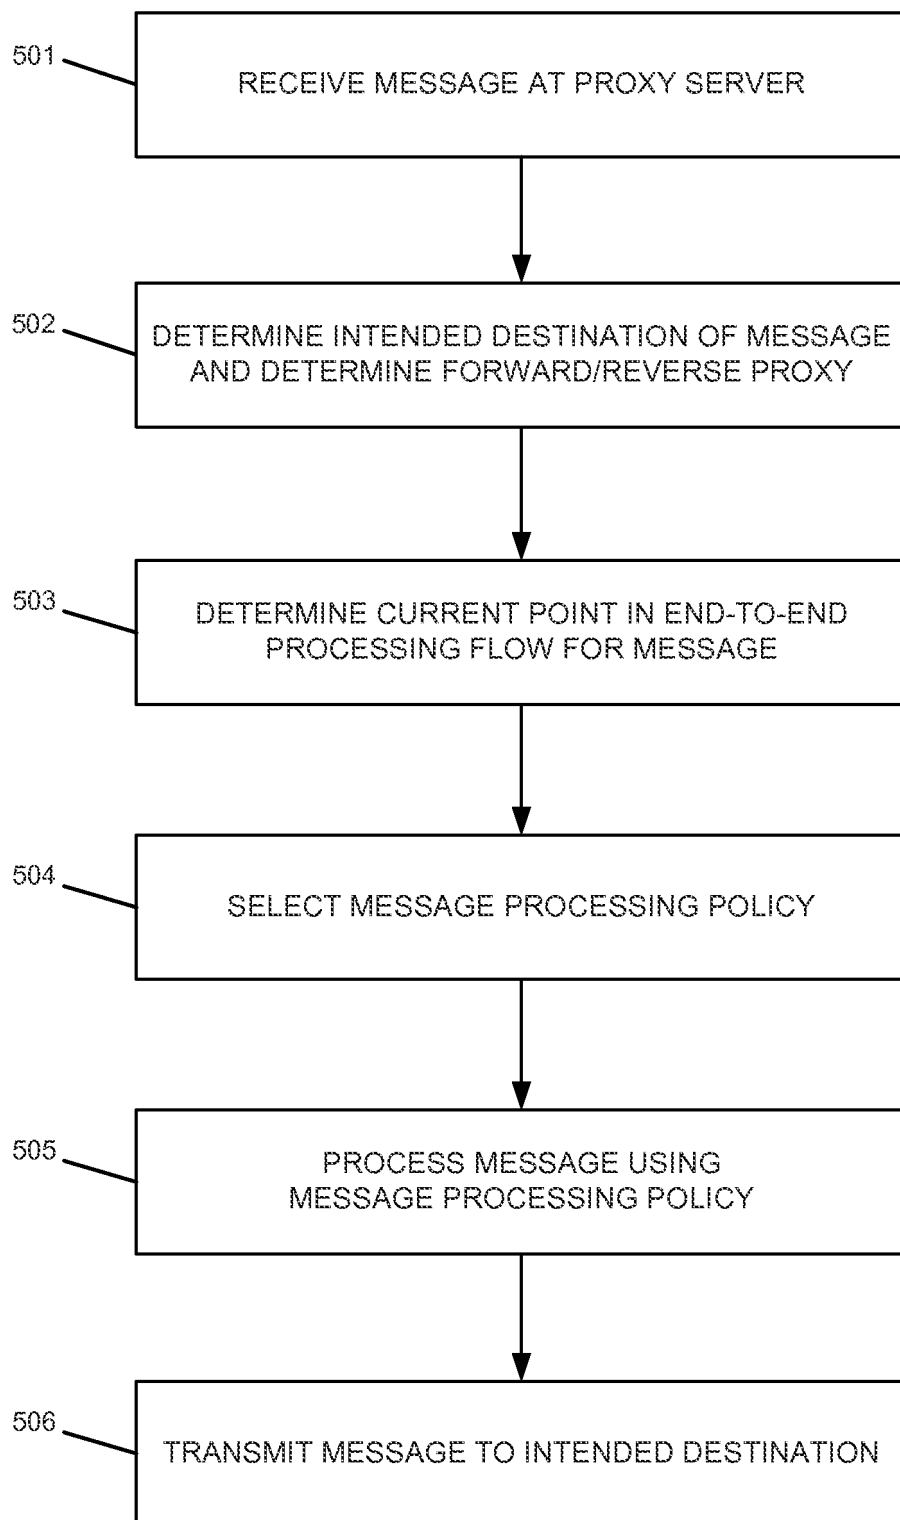 501
RECEIVE MESSAGE AT PROXY SERVER
502
DETERMINE INTENDED DESTINATION OF MESSAGE
AND DETERMINE FORWARD/REVERSE PROXY
503
DETERMINE CURRENT POINT IN END-TO-END
PROCESSING FLOW FOR MESSAGE
504
SELECT MESSAGE PROCESSING POLICY
505
PROCESS MESSAGE USING
MESSAGE PROCESSING POLICY
506
TRANSMIT MESSAGE TO INTENDED DESTINATION